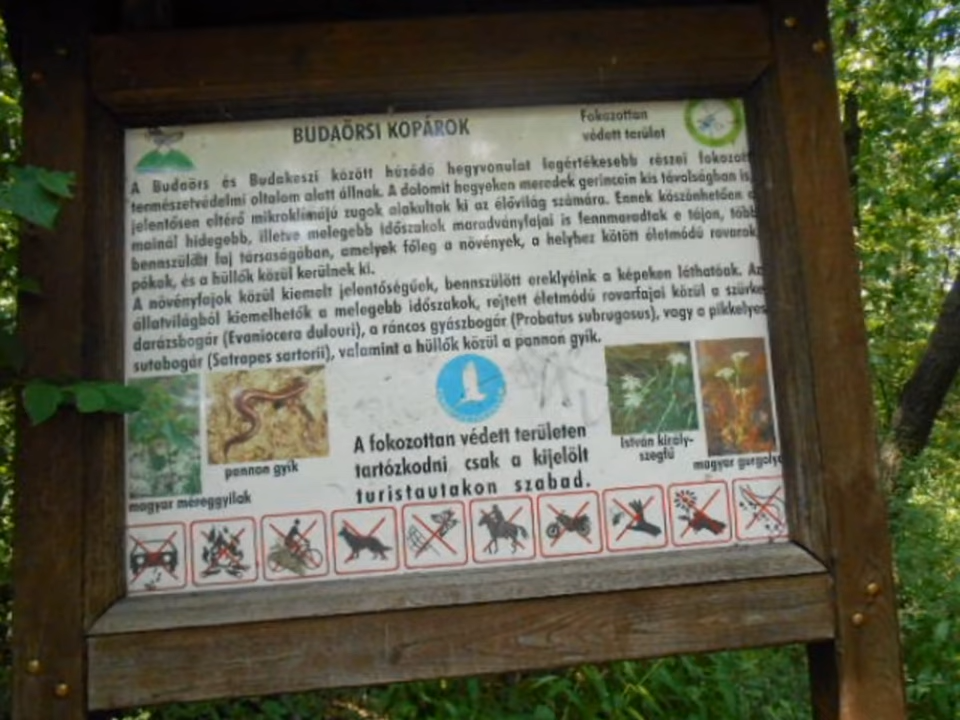 BUDAÖRSI KOPÁROK
Fokozottan
védett terület
A Budaörs és Budakeszi között húzódó hegyvonulat legértékesebb részei fokozott
természetvédelmi oltalom alatt állnak. A dolomit hegyeken meredek gerincein kis távolságban is,
jelentősen eltérő mikroklímájú zugok alakultak ki az élővilág számára. Ennek köszönhetően a
mainál hidegebb, illetve melegebb időszakok maradványfajai is fennmaradtak e tájon, több
bennszülött faj társaságában, amelyek főleg a növények, a helyhez kötött életmódú rovarok,
pókok, és a hüllők közül kerülnek ki.
A növényfajok közül kiemelt jelentőségűek, bennszülött ereklyéink a képeken láthatóak. Az
állatvilágból kiemelhetők a melegebb időszakok, rejtett életmódú rovarfajai közül a szürke
darázsbogár (Evaniocera dufouri), a ráncos gyászbogár (Probatus subrugosus), vagy a pikkelyes
sutabogár (Satrapes sartorii), valamint a hüllők közül a pannon gyík.
A fokozottan védett területen
tartózkodni csak a kijelölt
turistautakon szabad.
magyar méreggyilok
pannon gyík
István király-
szegfű
magyar gurgolya